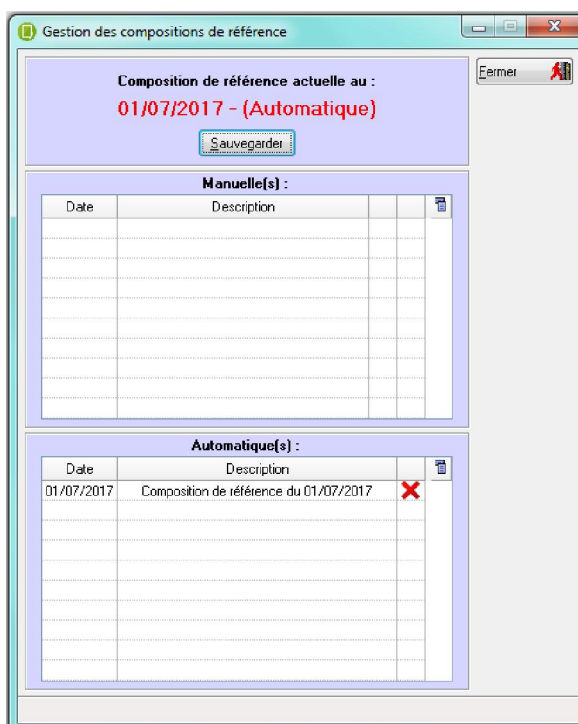 Gestion des compositions de référence
Composition de référence actuelle au :
01/07/2017 - (Automatique)
Sauvegarder
Fermer
Manuelle(s) :
Date Description
Automatique(s) :
Date Description
01/07/2017 Composition de référence du 01/07/2017